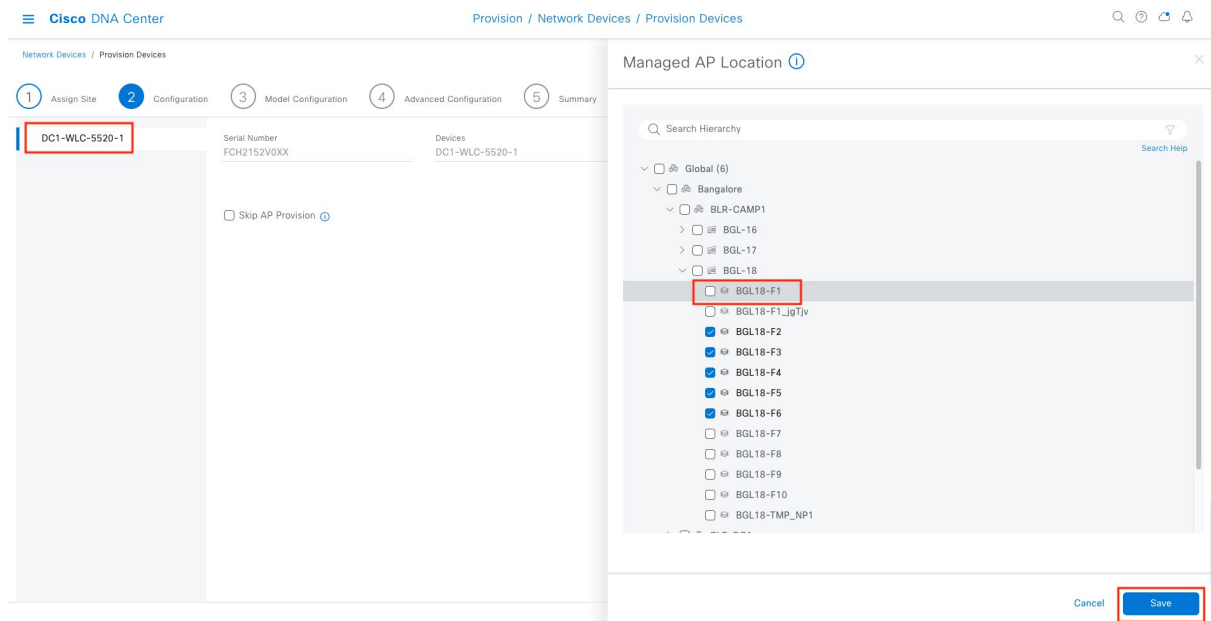 Cisco DNA Center
Provision / Network Devices / Provision Devices
Network Devices / Provision Devices
1 Assign Site
2 Configuration
3 Model Configuration
4 Advanced Configuration
5 Summary
DC1-WLC-5520-1
Serial Number
FCH2152V0XX
Devices
DC1-WLC-5520-1
Skip AP Provision
Managed AP Location
Search Hierarchy
Search Help
Global (6)
Bangalore
BLR-CAMP1
BGL-16
BGL-17
BGL-18
BGL18-F1
BGL18-F1_jgTjv
BGL18-F2
BGL18-F3
BGL18-F4
BGL18-F5
BGL18-F6
BGL18-F7
BGL18-F8
BGL18-F9
BGL18-F10
BGL18-TMP_NP1
Cancel
Save